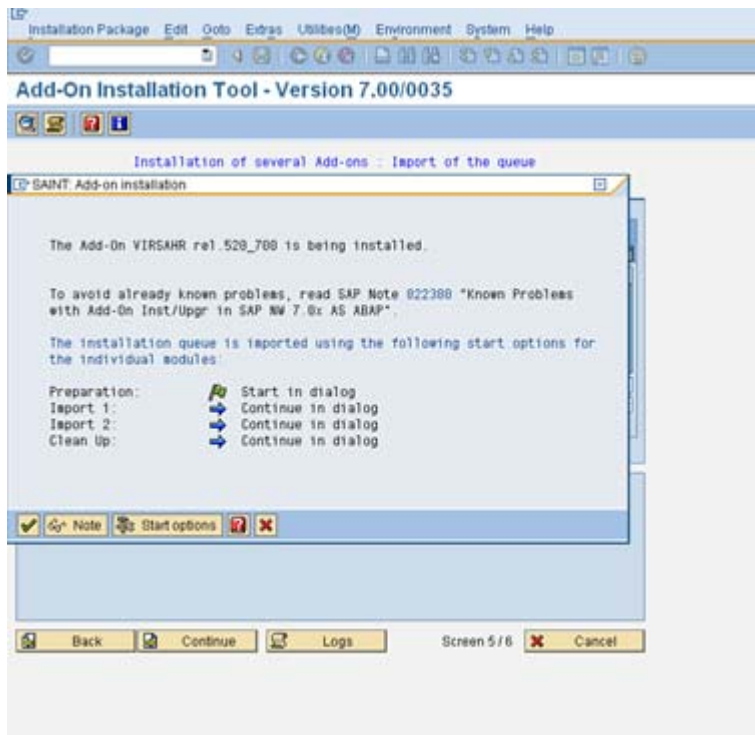 Installation Package Edit Goto Extras Utilities(M) Environment System Help
Add-On Installation Tool - Version 7.00/0035
Installation of several Add-ons : Import of the queue
SAINT: Add-on installation
The Add-On VIRSAHR rel.520_700 is being installed.
To avoid already known problems, read SAP Note 822380 "Known Problems
with Add-On Inst/Upgr in SAP NW 7.0x AS ABAP".
The installation queue is imported using the following start options for
the individual modules:
Preparation: Start in dialog
Import 1: Continue in dialog
Import 2: Continue in dialog
Clean Up: Continue in dialog
Note Start options
Back Continue Logs Screen 5 / 6 Cancel